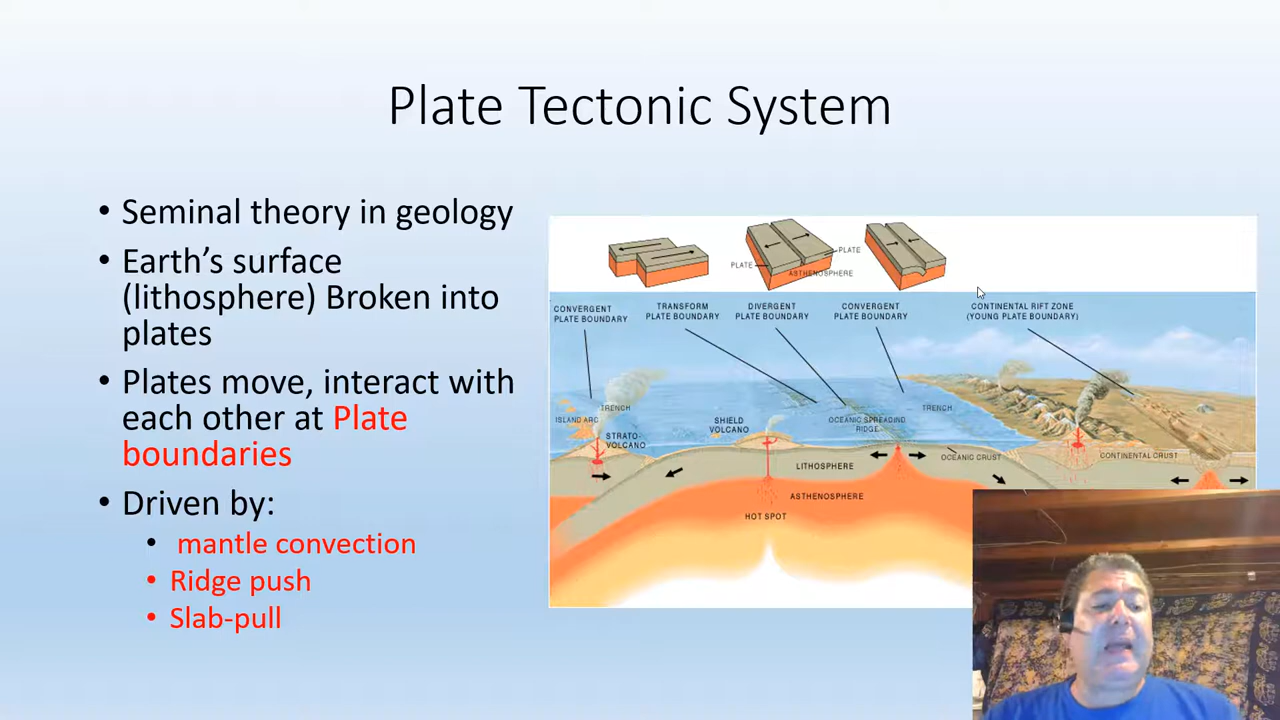 Plate Tectonic System
• Seminal theory in geology
• Earth’s surface
(lithosphere) Broken into
plates
• Plates move, interact with
each other at Plate
boundaries
• Driven by:
• mantle convection
• Ridge push
• Slab-pull
PLATE
PLATE
ASTHENOSPHERE
CONVERGENT
PLATE BOUNDARY
TRANSFORM
PLATE BOUNDARY
DIVERGENT
PLATE BOUNDARY
CONVERGENT
PLATE BOUNDARY
CONTINENTAL RIFT ZONE
(YOUNG PLATE BOUNDARY)
TRENCH
ISLAND ARC
STRATO-
VOLCANO
SHIELD
VOLCANO
OCEANIC SPREADING
RIDGE
TRENCH
LITHOSPHERE
OCEANIC CRUST
CONTINENTAL CRUST
ASTHENOSPHERE
HOT SPOT